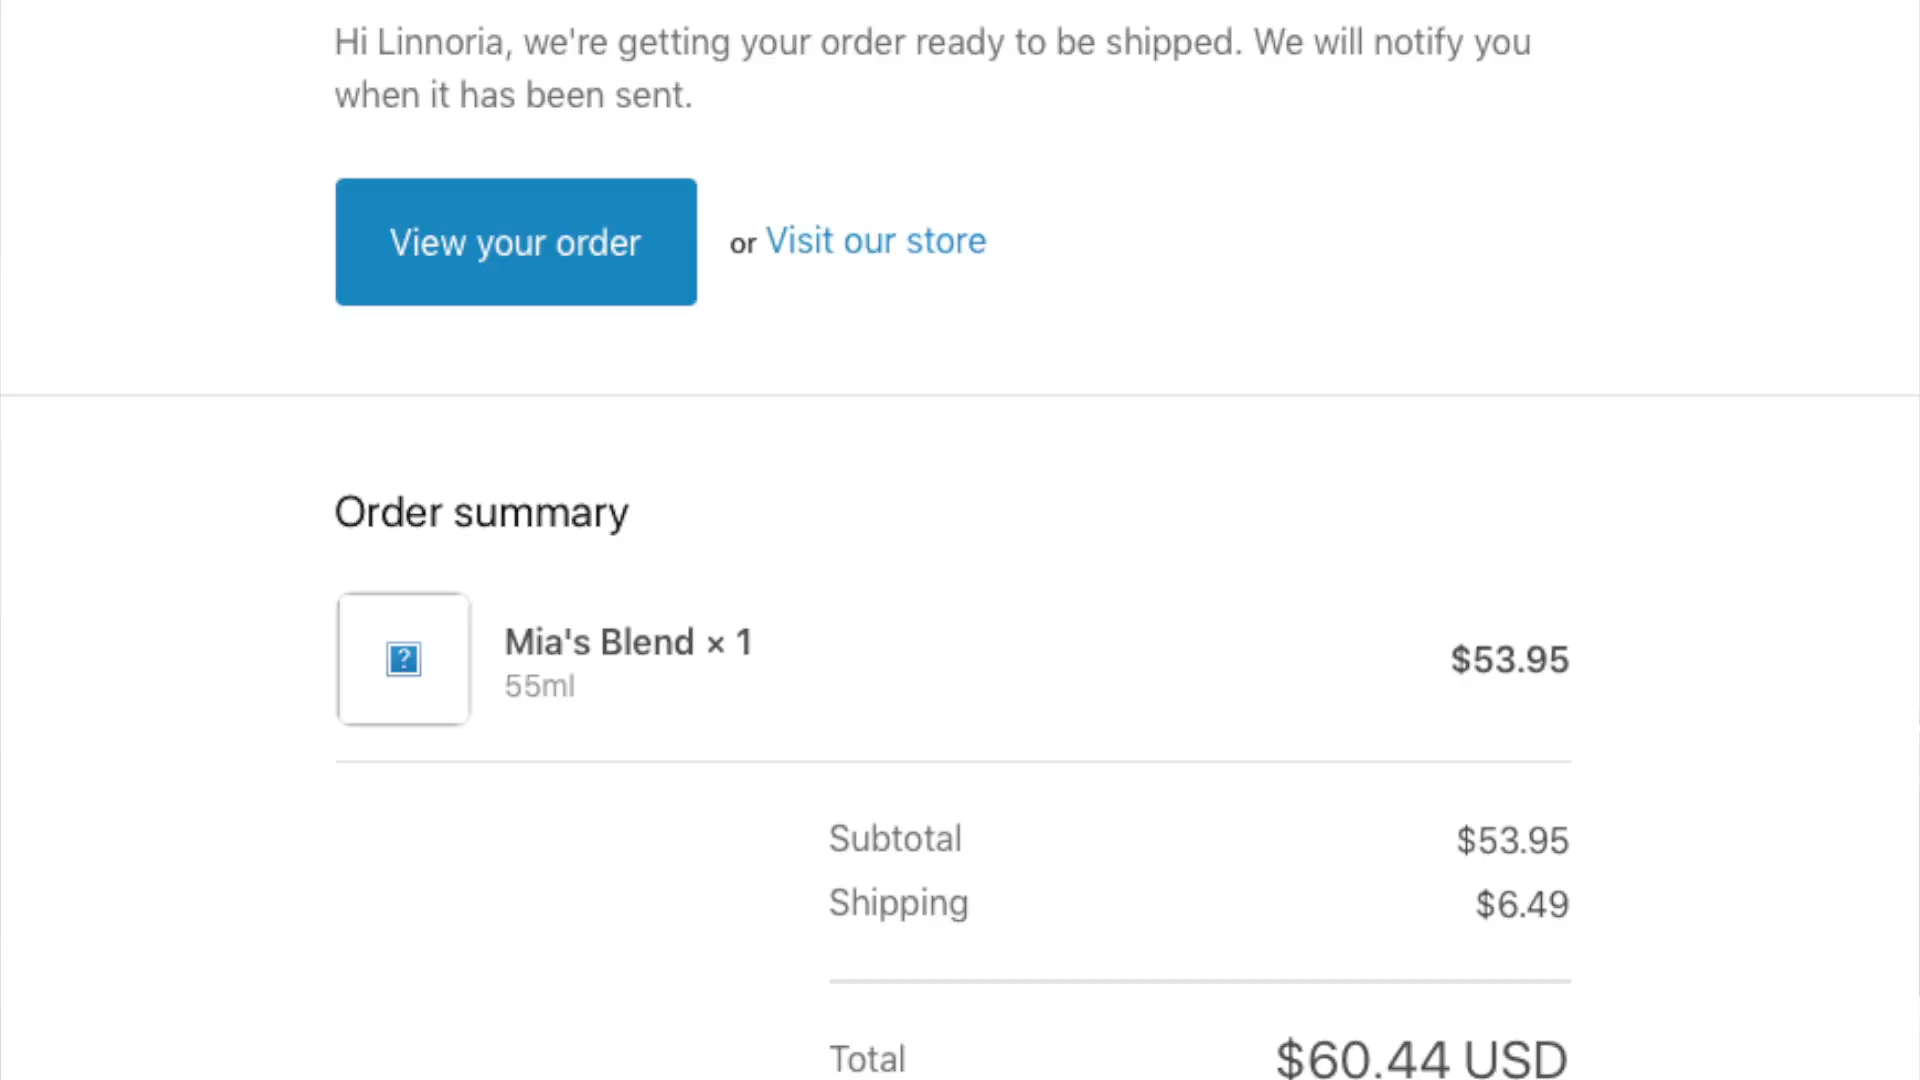 Hi Linnoria, we're getting your order ready to be shipped. We will notify you
when it has been sent.
View your order or Visit our store
Order summary
?
Mia's Blend × 1 $53.95
55ml
Subtotal $53.95
Shipping $6.49
Total $60.44 USD